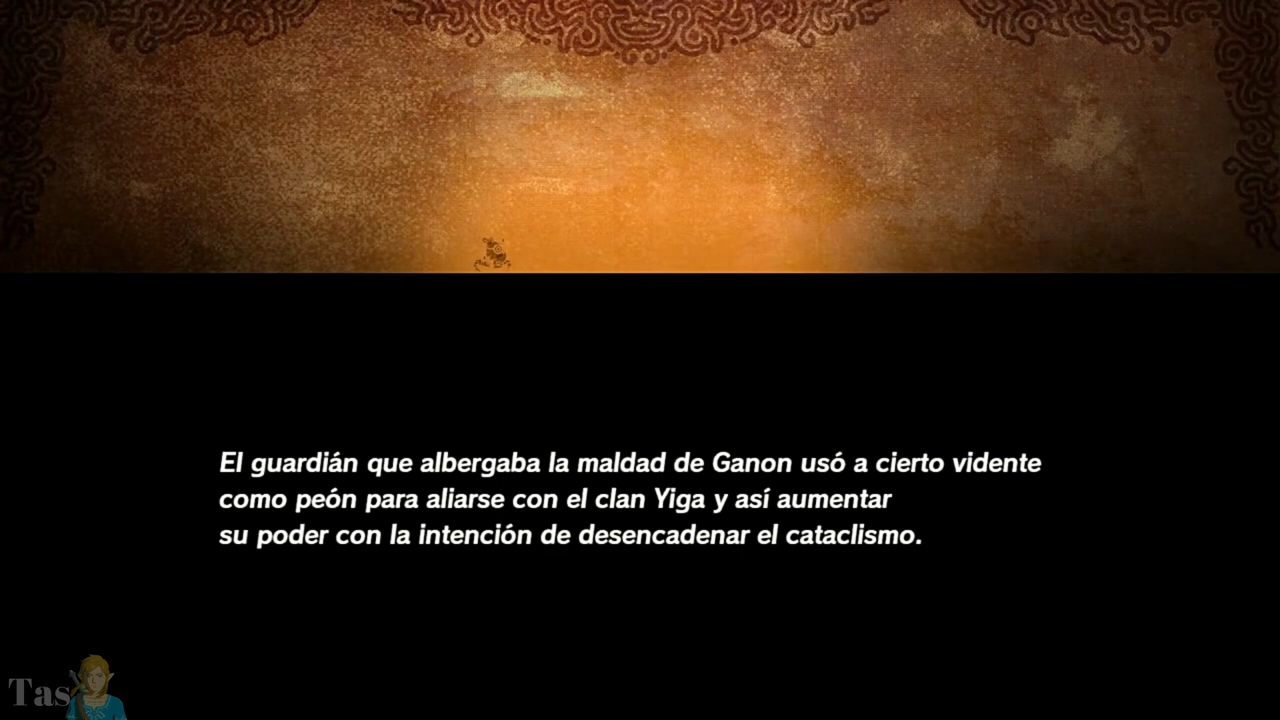 El guardián que albergaba la maldad de Ganon usó a cierto vidente
como peón para aliarse con el clan Yiga y así aumentar
su poder con la intención de desencadenar el cataclismo.
Tas